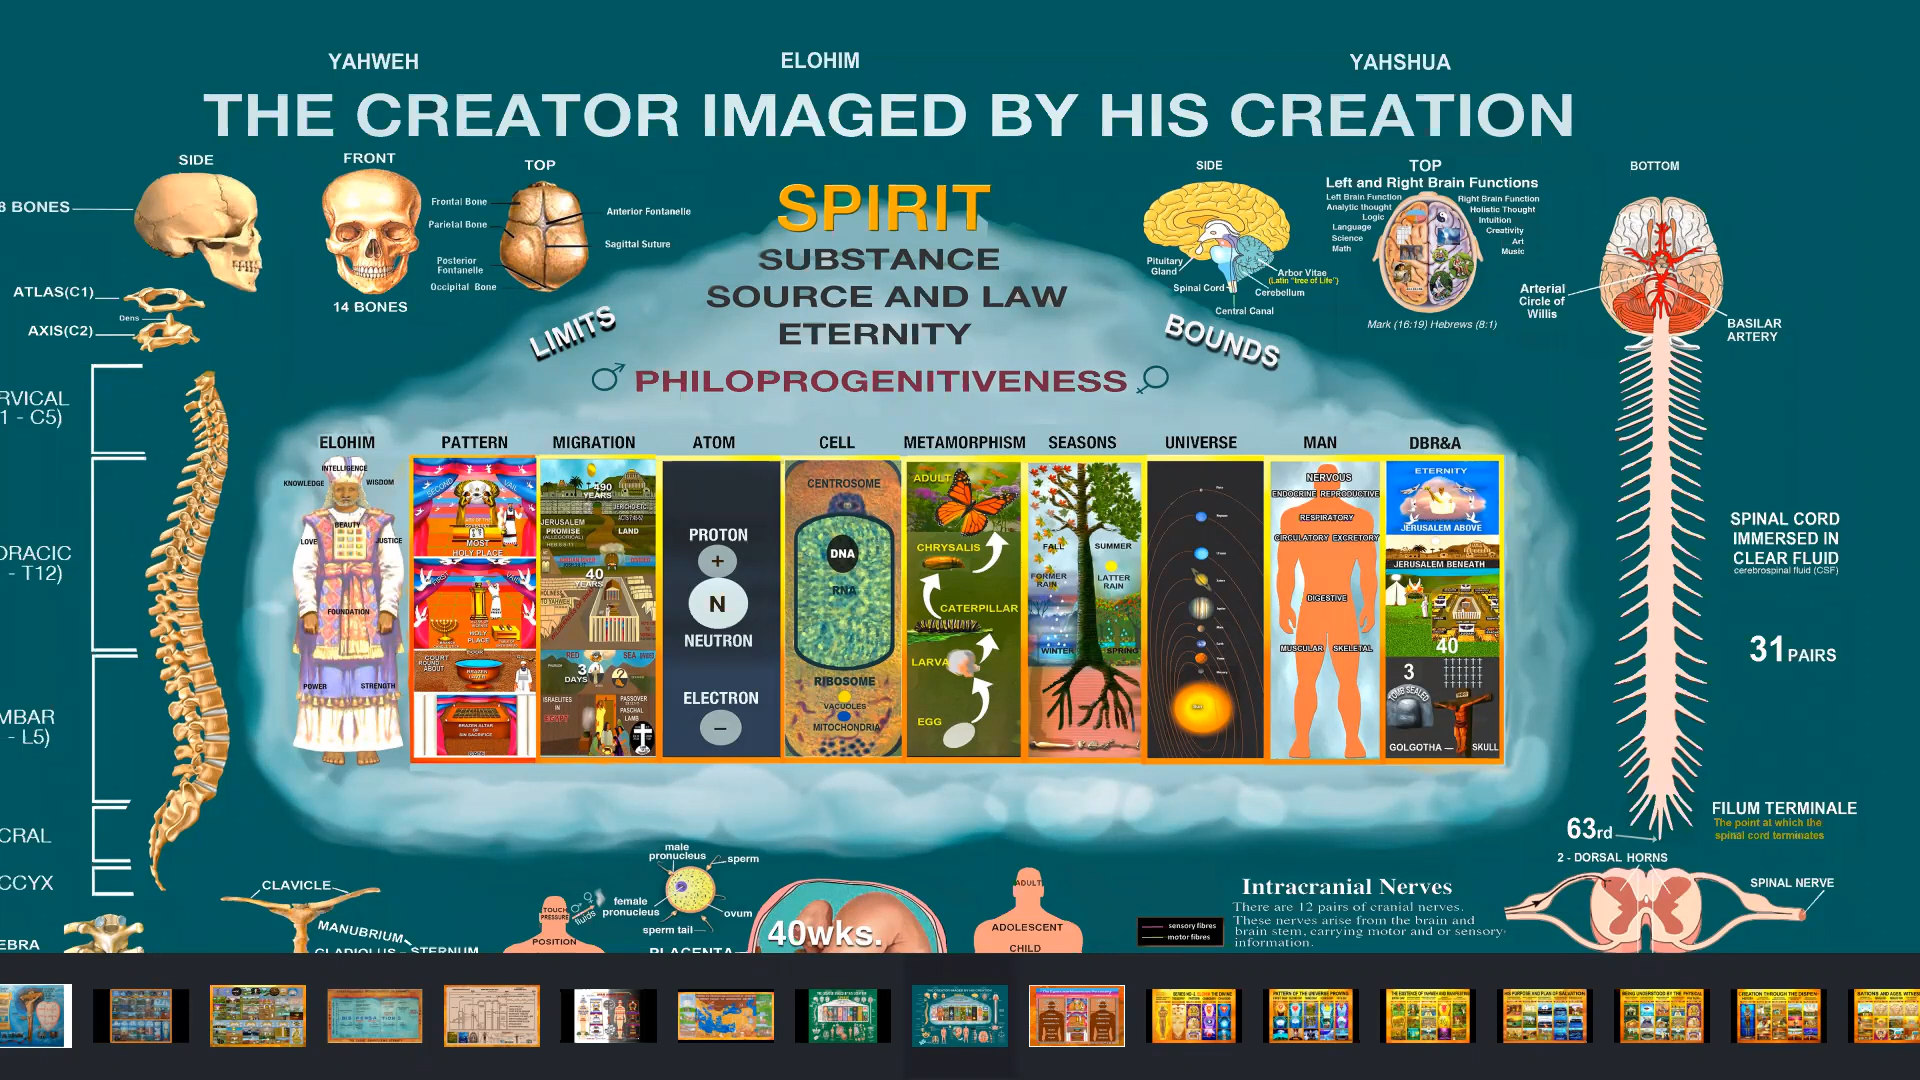 YAHWEH
ELOHIM
YAHSHUA
THE CREATOR IMAGED BY HIS CREATION
SIDE
FRONT
TOP
8 BONES
14 BONES
Frontal Bone
Parietal Bone
Posterior
Fontanelle
Occipital Bone
Anterior Fontanelle
Sagittal Suture
ATLAS(C1)
Dens
AXIS(C2)
SPIRIT
SUBSTANCE
SOURCE AND LAW
ETERNITY
LIMITS
BOUNDS
PHILOPROGENITIVENESS
SIDE
Pituitary
Gland
Spinal Cord
Arbor Vitae
(Latin "tree of Life")
Cerebellum
Central Canal
TOP
Left and Right Brain Functions
Left Brain Function
Analytic thought
Logic
Language
Science
Math
Right Brain Function
Holistic Thought
Intuition
Creativity
Art
Music
Mark (16:19) Hebrews (8:1)
BOTTOM
Arterial
Circle of
Willis
BASILAR
ARTERY
RVICAL
1 - C5)
ORACIC
- T12)
MBAR
- L5)
CRAL
CCYX
EBRA
ELOHIM
INTELLIGENCE
KNOWLEDGE
WISDOM
BEAUTY
LOVE
JUSTICE
FOUNDATION
POWER
STRENGTH
PATTERN
SECOND
VAIL
MOST
HOLY PLACE
FIRST
VAIL
HOLY
PLACE
COURT
ROUND
ABOUT
BRAZEN
LAVER
BRAZEN ALTAR
OR
SIN SACRIFICE
MIGRATION
490
YEARS
JERICHO ETC.
ACTS 7:45-52
JERUSALEM
PROMISE
LAND
(ALLEGORICAL)
40
YEARS
RED
SEA
3
DAYS
ISRAELITES
IN
EGYPT
PASSOVER
PASCHAL
LAMB
ATOM
PROTON
+
N
NEUTRON
ELECTRON
−
CELL
CENTROSOME
DNA
RNA
RIBOSOME
VACUOLES
MITOCHONDRIA
METAMORPHISM
ADULT
CHRYSALIS
CATERPILLAR
LARVA
EGG
SEASONS
FALL
SUMMER
FORMER
RAIN
LATTER
RAIN
WINTER
SPRING
UNIVERSE
MAN
NERVOUS
ENDOCRINE REPRODUCTIVE
RESPIRATORY
CIRCULATORY EXCRETORY
DIGESTIVE
MUSCULAR SKELETAL
DBR&A
ETERNITY
JERUSALEM ABOVE
JERUSALEM BENEATH
40
3
TOMB SEALED
GOLGOTHA — SKULL
SPINAL CORD
IMMERSED IN
CLEAR FLUID
cerebrospinal fluid (CSF)
31 PAIRS
FILUM TERMINALE
The point at which the
spinal cord terminates
63rd
2 - DORSAL HORNS
SPINAL NERVE
CLAVICLE
MANUBRIUM
GLADIOLUS - STERNUM
TOUCH
PRESSURE
POSITION
fluids
male
pronucleus
sperm
female
pronucleus
ovum
sperm tail
PLACENTA
40wks.
ADULT
ADOLESCENT
CHILD
sensory fibres
motor fibres
Intracranial Nerves
There are 12 pairs of cranial nerves.
These nerves arise from the brain and
brain stem, carrying motor and or sensory
information.